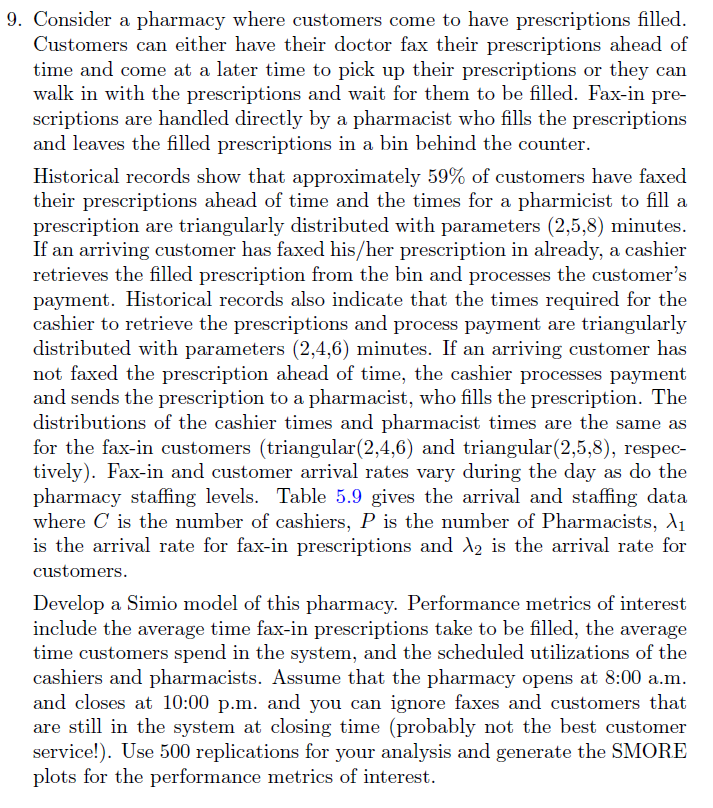 9. Consider a pharmacy where customers come to have prescriptions filled.
Customers can either have their doctor fax their prescriptions ahead of
time and come at a later time to pick up their prescriptions or they can
walk in with the prescriptions and wait for them to be filled. Fax-in pre-
scriptions are handled directly by a pharmacist who fills the prescriptions
and leaves the filled prescriptions in a bin behind the counter.
Historical records show that approximately 59% of customers have faxed
their prescriptions ahead of time and the times for a pharmicist to fill a
prescription are triangularly distributed with parameters (2,5,8) minutes.
If an arriving customer has faxed his/her prescription in already, a cashier
retrieves the filled prescription from the bin and processes the customer's
payment. Historical records also indicate that the times required for the
cashier to retrieve the prescriptions and process payment are triangularly
distributed with parameters (2,4,6) minutes. If an arriving customer has
not faxed the prescription ahead of time, the cashier processes payment
and sends the prescription to a pharmacist, who fills the prescription. The
distributions of the cashier times and pharmacist times are the same as
for the fax-in customers (triangular(2,4,6) and triangular(2,5,8), respec-
tively). Fax-in and customer arrival rates vary during the day as do the
pharmacy staffing levels. Table 5.9 gives the arrival and staffing data
where C is the number of cashiers, P is the number of Pharmacists, λ₁
is the arrival rate for fax-in prescriptions and λ₂ is the arrival rate for
customers.
Develop a Simio model of this pharmacy. Performance metrics of interest
include the average time fax-in prescriptions take to be filled, the average
time customers spend in the system, and the scheduled utilizations of the
cashiers and pharmacists. Assume that the pharmacy opens at 8:00 a.m.
and closes at 10:00 p.m. and you can ignore faxes and customers that
are still in the system at closing time (probably not the best customer
service!). Use 500 replications for your analysis and generate the SMORE
plots for the performance metrics of interest.